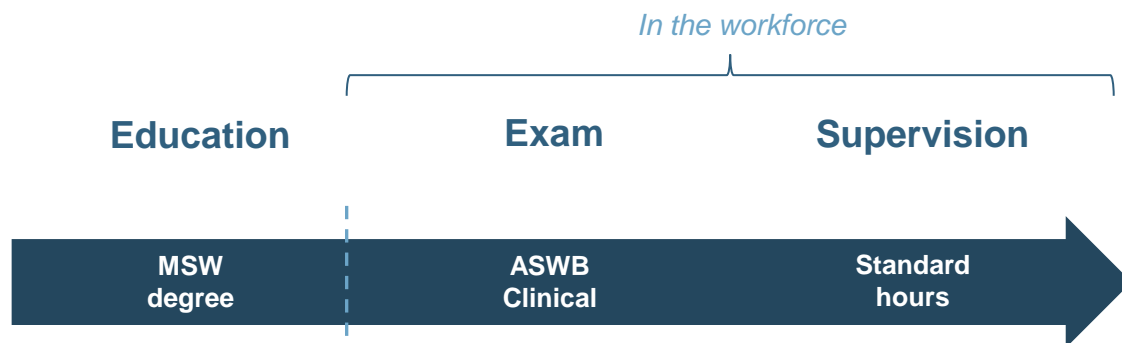 In the workforce
Education Exam Supervision
MSW ASWB Standard
degree Clinical hours